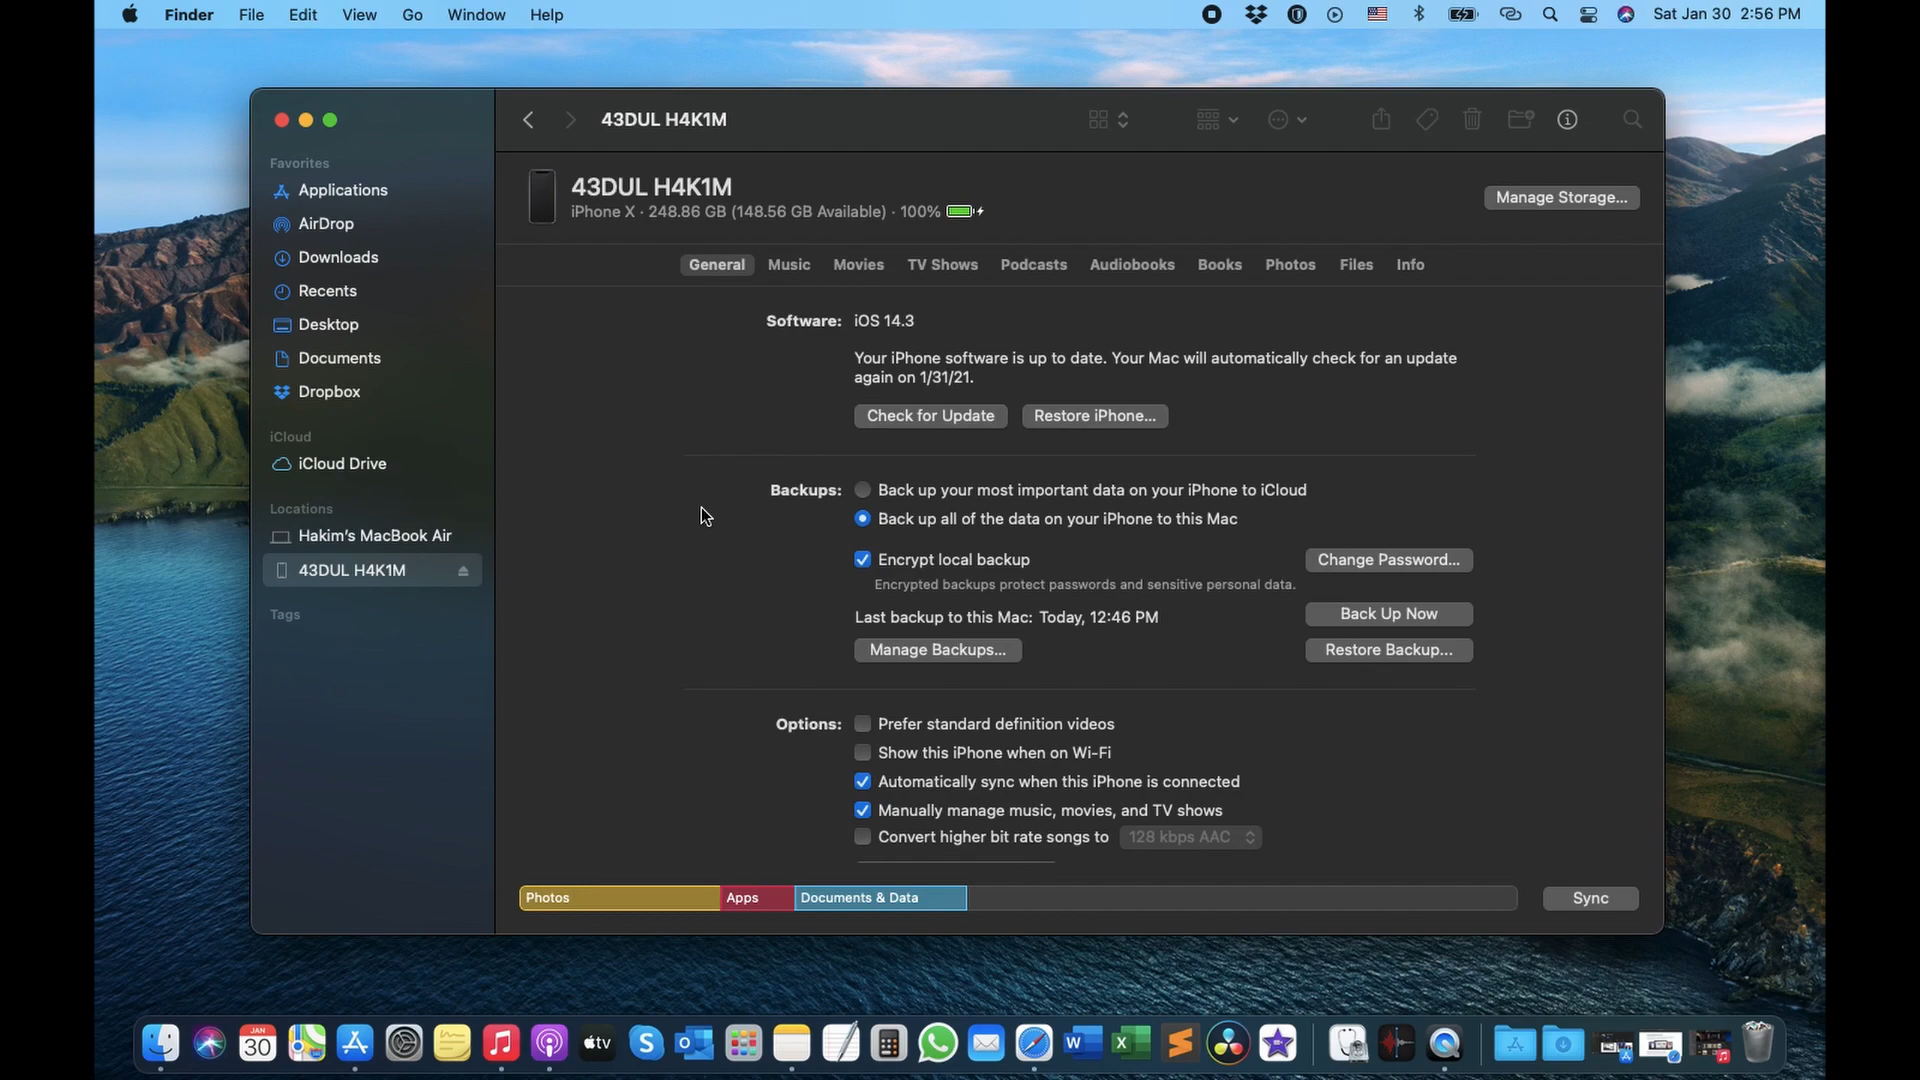 Finder File Edit View Go Window Help Sat Jan 30 2:56 PM
43DUL H4K1M
Favorites
Applications
AirDrop
Downloads
Recents
Desktop
Documents
Dropbox
iCloud
iCloud Drive
Locations
Hakim's MacBook Air
43DUL H4K1M
Tags
43DUL H4K1M
iPhone X · 248.86 GB (148.56 GB Available) · 100%
Manage Storage...
General Music Movies TV Shows Podcasts Audiobooks Books Photos Files Info
Software: iOS 14.3
Your iPhone software is up to date. Your Mac will automatically check for an update
again on 1/31/21.
Check for Update Restore iPhone...
Backups: Back up your most important data on your iPhone to iCloud
Back up all of the data on your iPhone to this Mac
Encrypt local backup Change Password...
Encrypted backups protect passwords and sensitive personal data.
Last backup to this Mac: Today, 12:46 PM Back Up Now
Manage Backups... Restore Backup...
Options: Prefer standard definition videos
Show this iPhone when on Wi-Fi
Automatically sync when this iPhone is connected
Manually manage music, movies, and TV shows
Convert higher bit rate songs to 128 kbps AAC
Photos Apps Documents & Data Sync
JAN
30
tv